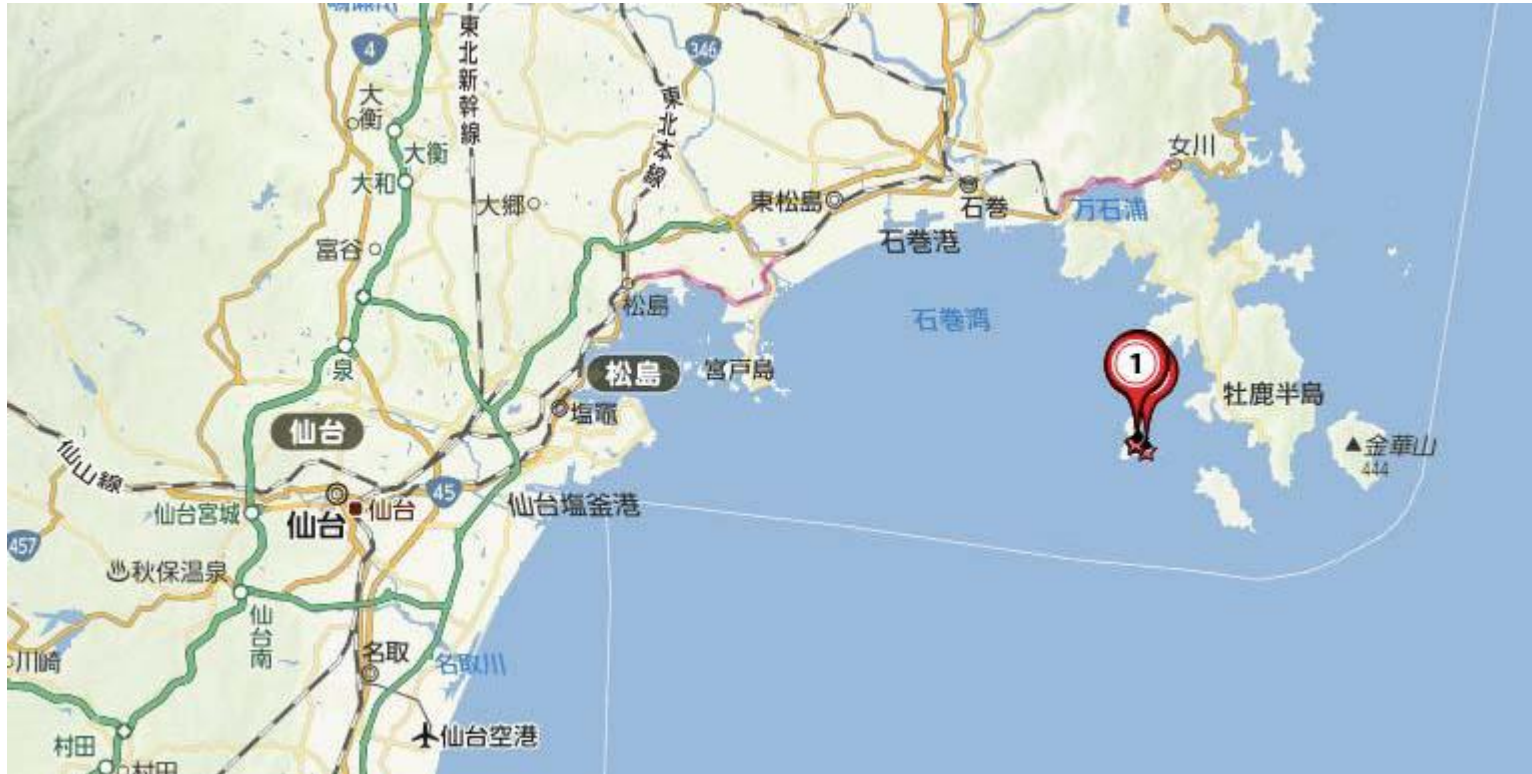 4
346
東北新幹線
東北本線
大衡
大衡
大和
大郷
富谷
女川
東松島
石巻
万石浦
石巻港
松島
石巻湾
泉
松島
宮戸島
1
牡鹿半島
塩竈
仙台
金華山
444
仙山線
45
仙台宮城
仙台
仙台
仙台塩釜港
457
秋保温泉
仙台南
名取
名取川
川崎
仙台空港
村田
村田